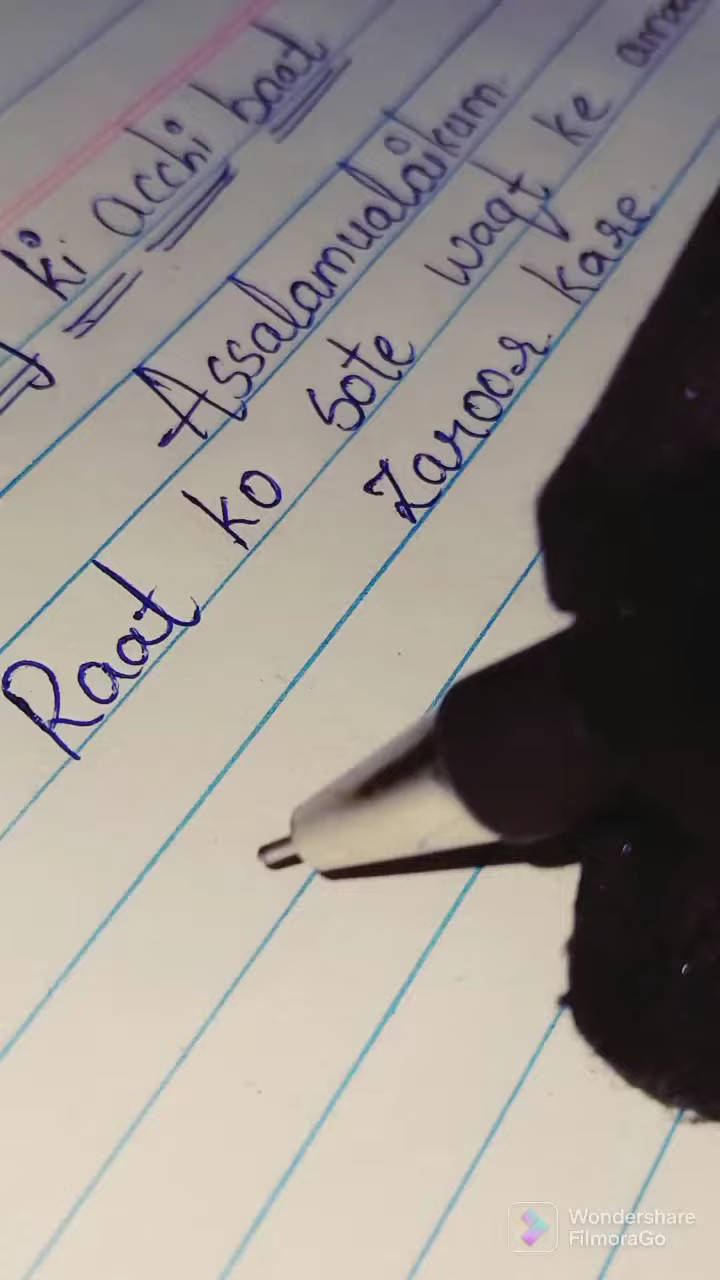 ki acchi baat
Assalamualaikum
Raat ko sote waqt ke
zaroor kare
Wondershare
FilmoraGo